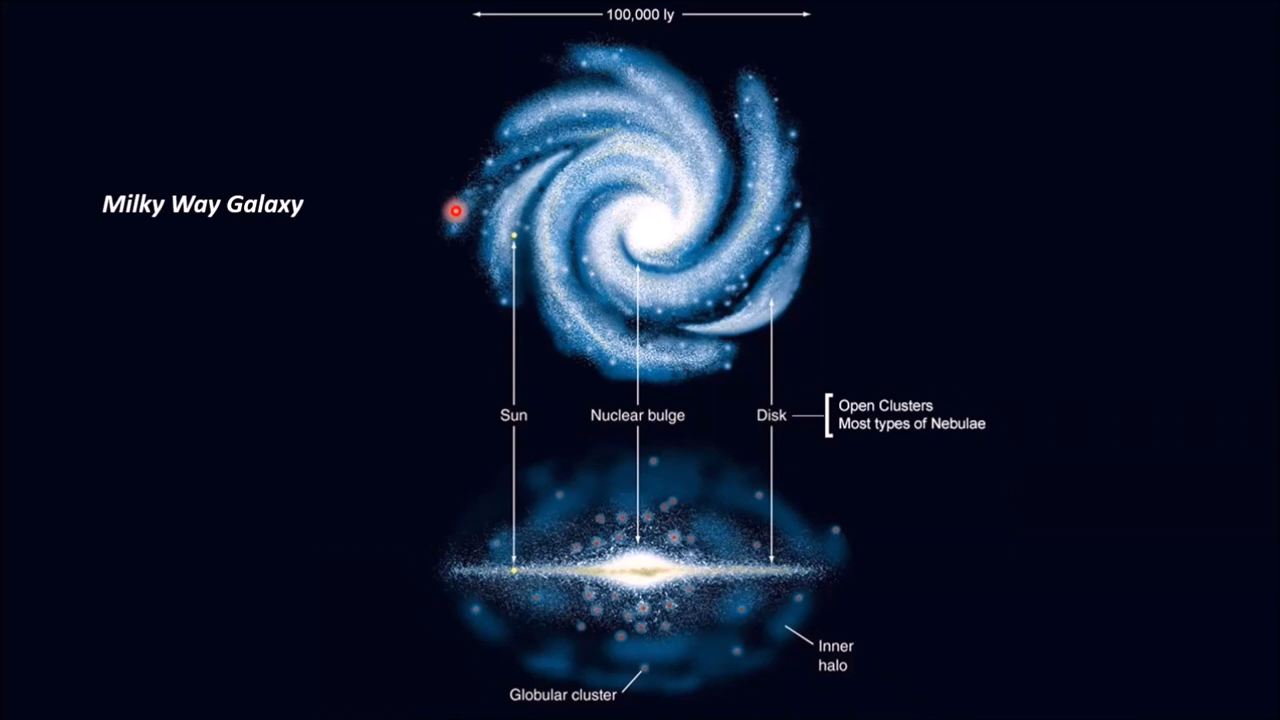 100,000 ly
Milky Way Galaxy
Sun
Nuclear bulge
Disk
Open Clusters
Most types of Nebulae
Inner
halo
Globular cluster